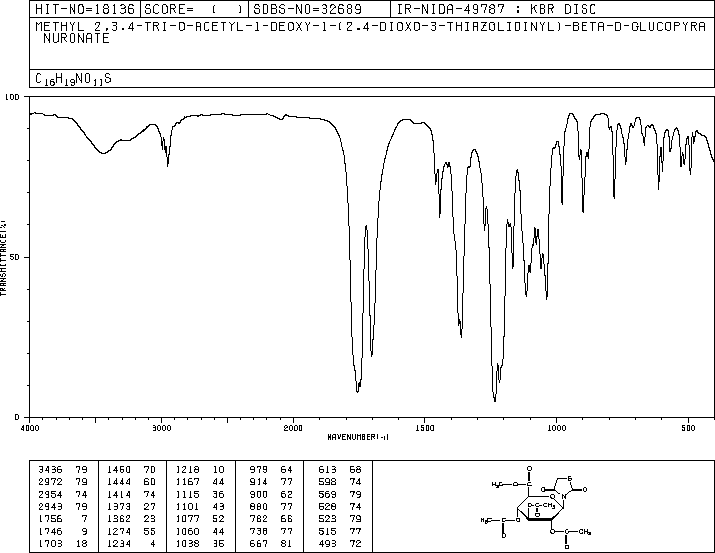 HIT-NO=18136 SCORE= ( ) SDBS-NO=32689 IR-NIDA-49787 : KBR DISC
METHYL 2,3,4-TRI-O-ACETYL-1-DEOXY-1-(2,4-DIOXO-3-THIAZOLIDINYL)-BETA-D-GLUCOPYRA
NURONATE
C16H19NO11S
100
50
0
TRANSMITTANCE(%)
4000 3000 2000 1500 1000 500
WAVENUMBER(-1)
3436 79 1460 70 1218 10 979 64 613 68
2972 79 1444 60 1167 44 914 77 598 74
2954 74 1414 74 1115 36 900 62 569 79
2943 79 1373 27 1101 43 880 77 528 74
1756 7 1362 23 1077 52 782 66 523 79
1746 9 1274 55 1060 44 738 77 515 77
1703 18 1234 4 1038 35 667 81 493 72